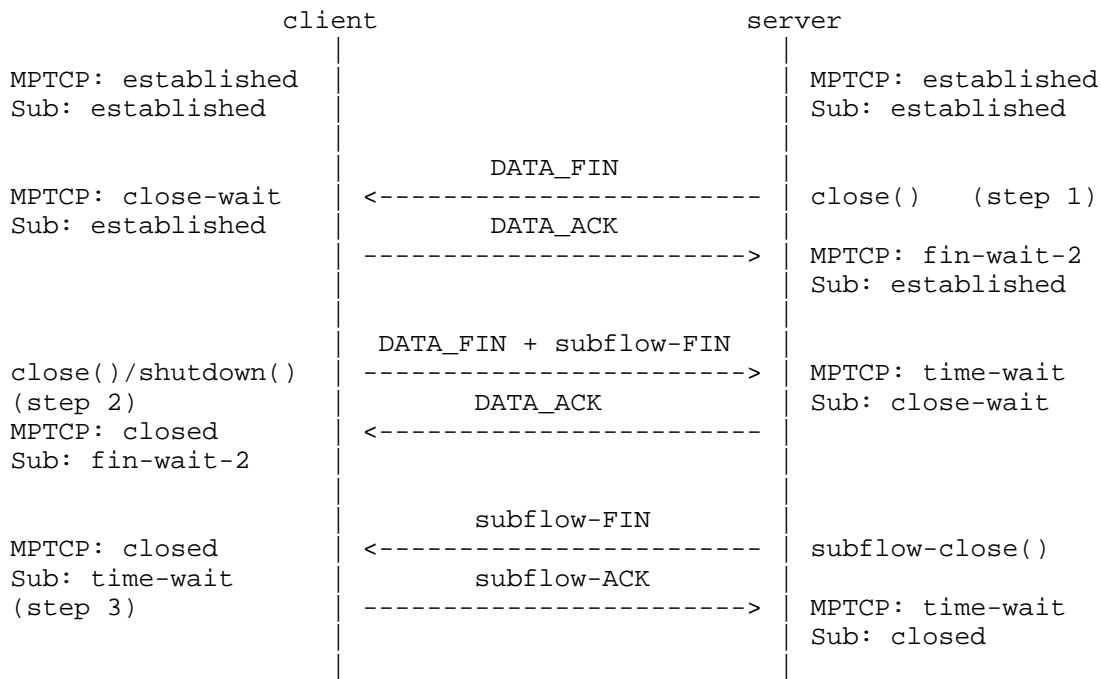 client server
MPTCP: established MPTCP: established
Sub: established Sub: established
DATA_FIN
MPTCP: close-wait <------------------------ close() (step 1)
Sub: established DATA_ACK
------------------------> MPTCP: fin-wait-2
Sub: established
DATA_FIN + subflow-FIN
close()/shutdown() ------------------------> MPTCP: time-wait
(step 2) DATA_ACK Sub: close-wait
MPTCP: closed <------------------------
Sub: fin-wait-2
subflow-FIN
MPTCP: closed <------------------------ subflow-close()
Sub: time-wait subflow-ACK
(step 3) ------------------------> MPTCP: time-wait
Sub: closed